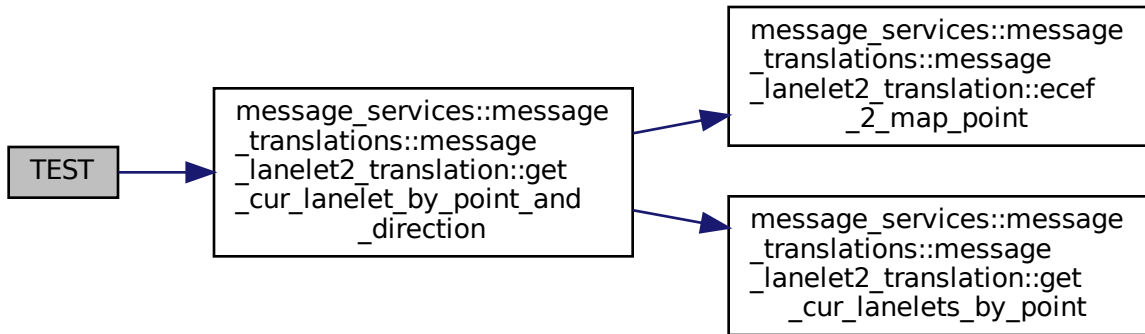 TEST
message_services::message
_translations::message
_lanelet2_translation::get
_cur_lanelet_by_point_and
_direction
message_services::message
_translations::message
_lanelet2_translation::ecef
_2_map_point
message_services::message
_translations::message
_lanelet2_translation::get
_cur_lanelets_by_point